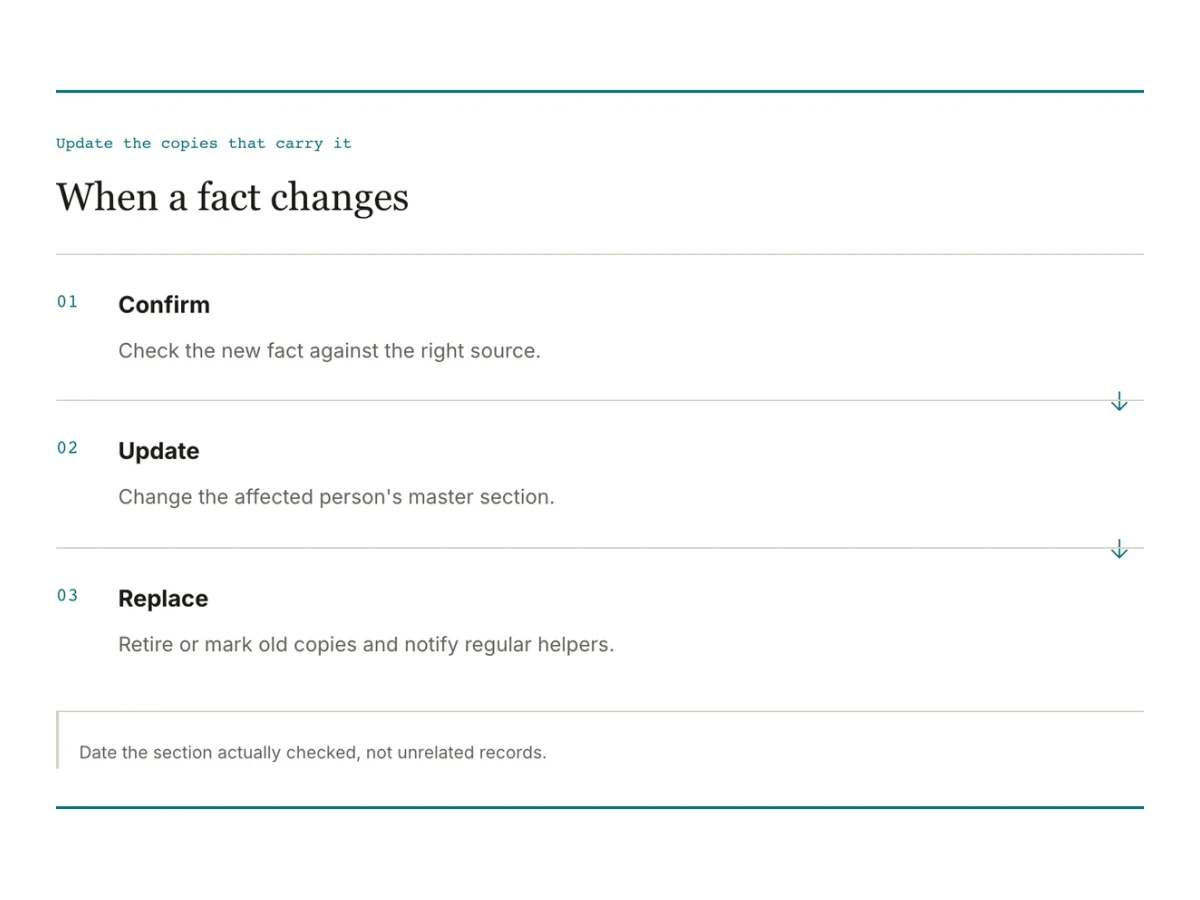 Update the copies that carry it
When a fact changes
01
Confirm
Check the new fact against the right source.
02
Update
Change the affected person's master section.
03
Replace
Retire or mark old copies and notify regular helpers.
Date the section actually checked, not unrelated records.